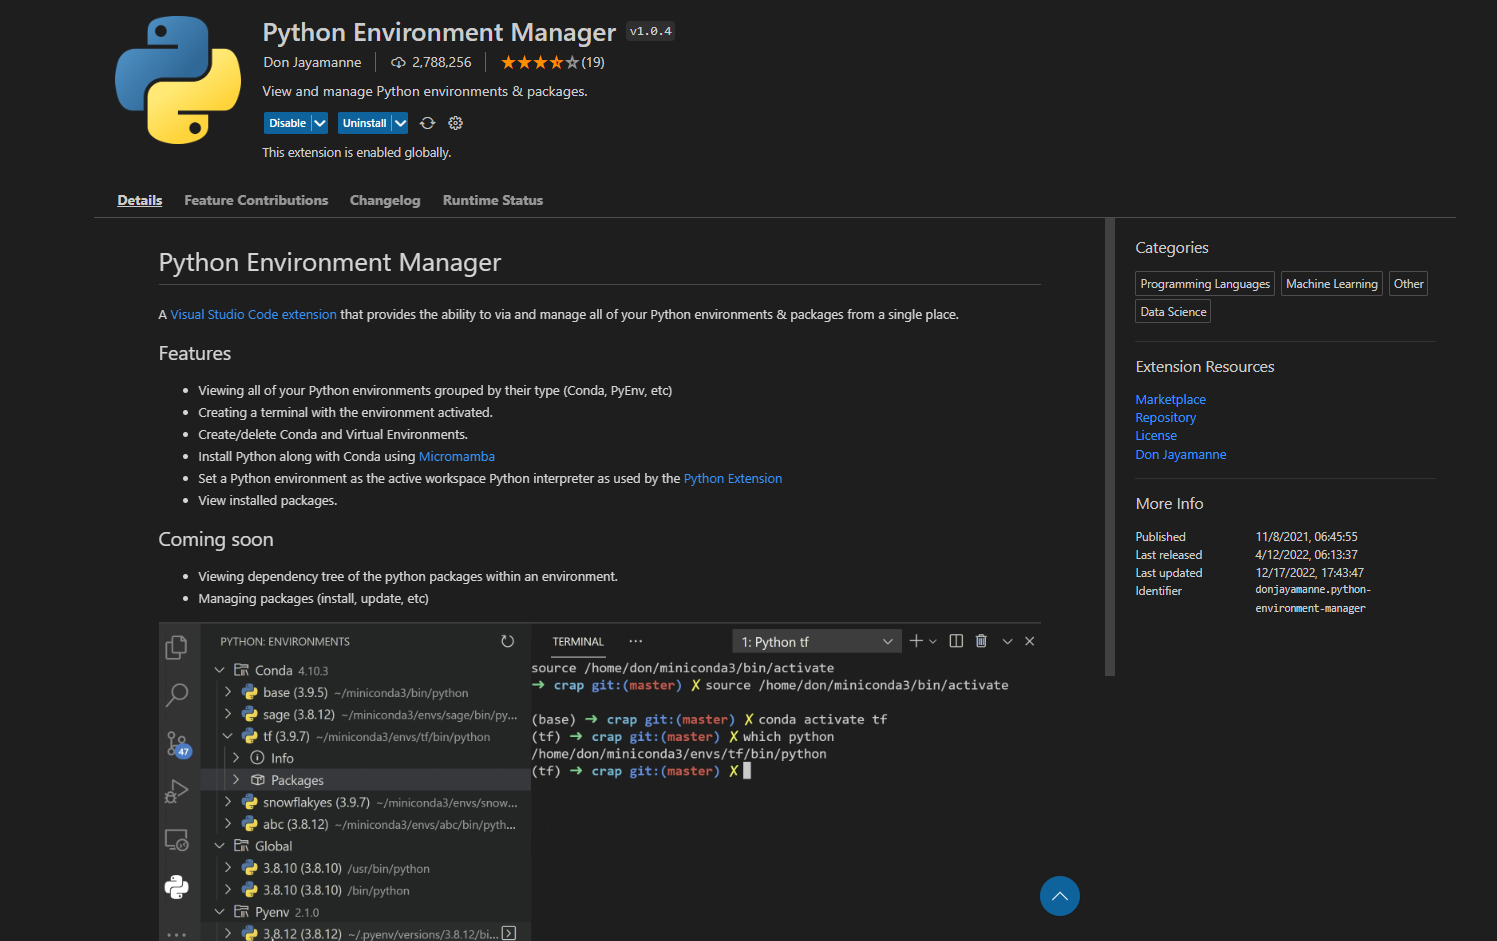 Python Environment Manager v1.0.4
Don Jayamanne 2,788,256 (19)
View and manage Python environments & packages.
Disable Uninstall
This extension is enabled globally.
Details Feature Contributions Changelog Runtime Status
Python Environment Manager
A Visual Studio Code extension that provides the ability to via and manage all of your Python environments & packages from a single place.
Features
Viewing all of your Python environments grouped by their type (Conda, PyEnv, etc)
Creating a terminal with the environment activated.
Create/delete Conda and Virtual Environments.
Install Python along with Conda using Micromamba
Set a Python environment as the active workspace Python interpreter as used by the Python Extension
View installed packages.
Coming soon
Viewing dependency tree of the python packages within an environment.
Managing packages (install, update, etc)
PYTHON: ENVIRONMENTS
Conda 4.10.3
base (3.9.5) ~/miniconda3/bin/python
sage (3.8.12) ~/miniconda3/envs/sage/bin/py...
tf (3.9.7) ~/miniconda3/envs/tf/bin/python
47
Info
Packages
snowflakyes (3.9.7) ~/miniconda3/envs/snow...
abc (3.8.12) ~/miniconda3/envs/abc/bin/pyth...
Global
3.8.10 (3.8.10) /usr/bin/python
3.8.10 (3.8.10) /bin/python
Pyenv 2.1.0
3.8.12 (3.8.12) ~/.pyenv/versions/3.8.12/bi...
TERMINAL ... 1: Python tf
source /home/don/miniconda3/bin/activate
➜ crap git:(master) ✗ source /home/don/miniconda3/bin/activate
(base) ➜ crap git:(master) ✗ conda activate tf
(tf) ➜ crap git:(master) ✗ which python
/home/don/miniconda3/envs/tf/bin/python
(tf) ➜ crap git:(master) ✗
Categories
Programming Languages Machine Learning Other
Data Science
Extension Resources
Marketplace
Repository
License
Don Jayamanne
More Info
Published 11/8/2021, 06:45:55
Last released 4/12/2022, 06:13:37
Last updated 12/17/2022, 17:43:47
Identifier donjayamanne.python-
environment-manager